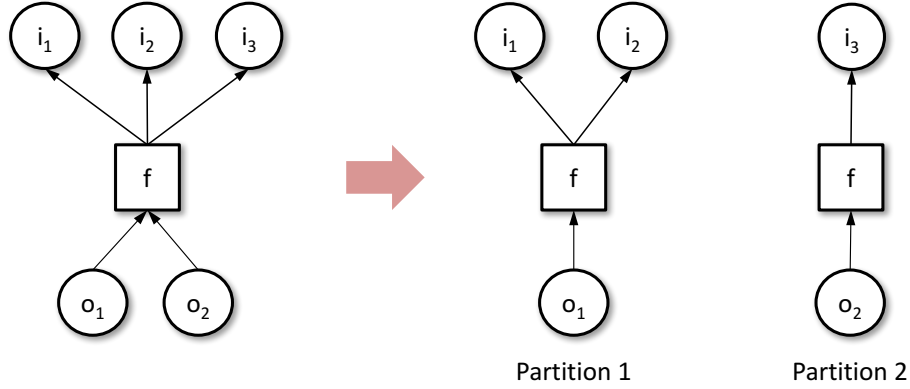 i₁ i₂ i₃ i₁ i₂ i₃
f f f
o₁ o₂ o₁ o₂
Partition 1 Partition 2